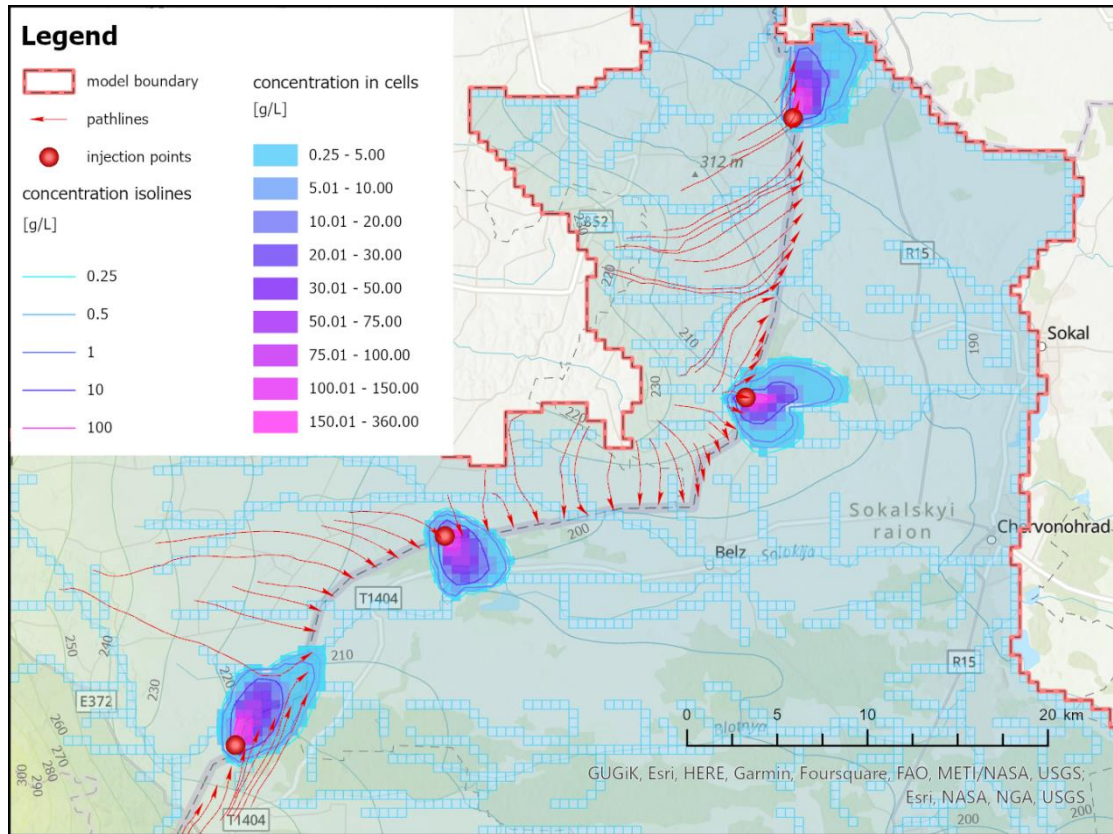 Legend
model boundary
pathlines
injection points
concentration isolines
[g/L]
0.25
0.5
1
10
100
concentration in cells
[g/L]
0.25 - 5.00
5.01 - 10.00
10.01 - 20.00
20.01 - 30.00
30.01 - 50.00
50.01 - 75.00
75.01 - 100.00
100.01 - 150.00
150.01 - 360.00
312 m
852
230
220
R15
210
190
Sokal
230
220
Sokalskyi
raion
200
Chervonohrad
Belz
Sołokija
T1404
250
240
210
220
230
E372
R15
260
270
280
290
300
0 5 10 20 km
Błotnya
GUGiK, Esri, HERE, Garmin, Foursquare, FAO, METI/NASA, USGS;
Esri, NASA, NGA, USGS
T1404
200
200